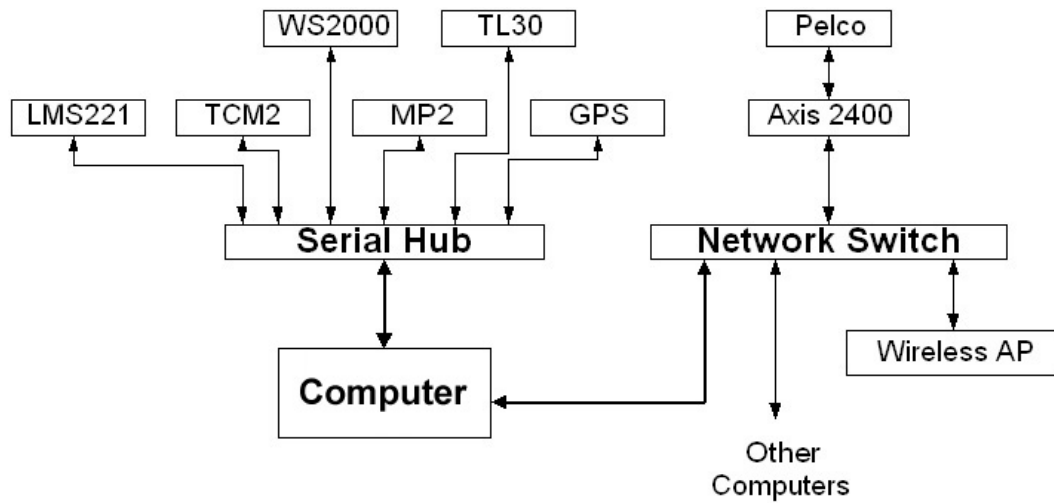 WS2000
TL30
Pelco
LMS221
TCM2
MP2
GPS
Axis 2400
Serial Hub
Network Switch
Wireless AP
Computer
Other
Computers